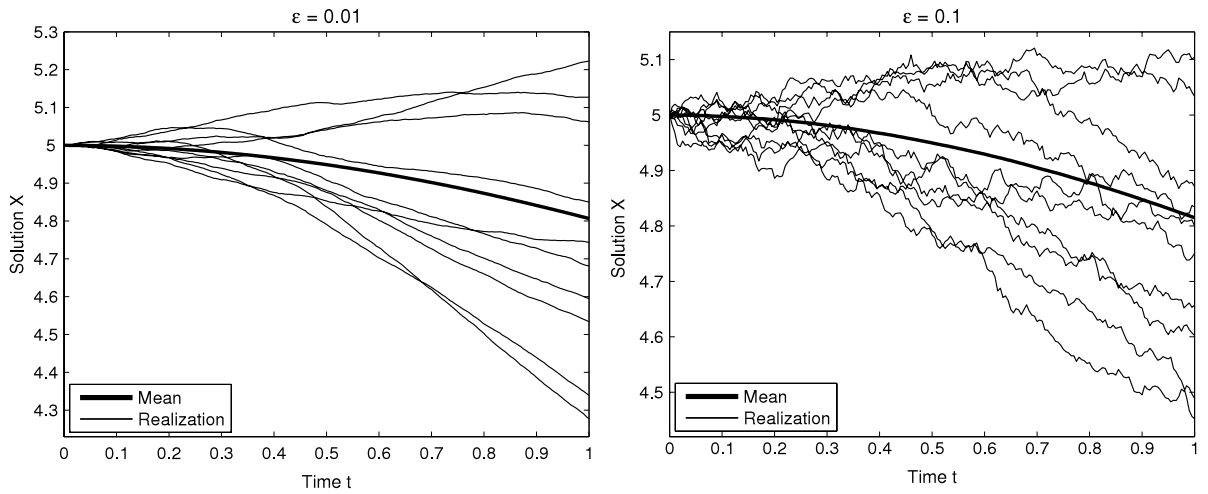 ε = 0.01
5.3
5.2
5.1
5
4.9
4.8
4.7
4.6
4.5
4.4
4.3
Solution X
0 0.1 0.2 0.3 0.4 0.5 0.6 0.7 0.8 0.9 1
Time t
Mean
Realization
ε = 0.1
5.1
5
4.9
4.8
4.7
4.6
4.5
Solution X
0 0.1 0.2 0.3 0.4 0.5 0.6 0.7 0.8 0.9 1
Time t
Mean
Realization